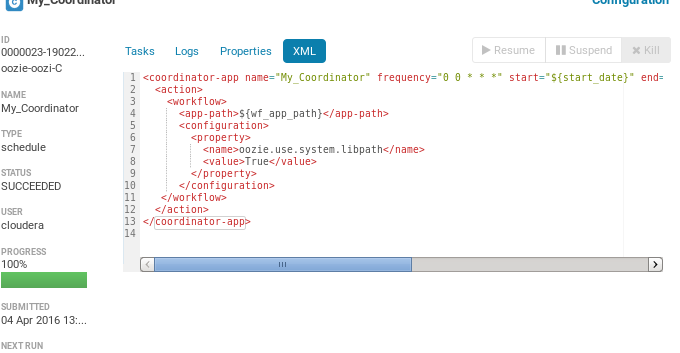 My_Coordinator
Configuration
ID
0000023-19022...
oozie-oozi-C
NAME
My_Coordinator
TYPE
schedule
STATUS
SUCCEEDED
USER
cloudera
PROGRESS
100%
SUBMITTED
04 Apr 2016 13:...
NEXT RUN
Tasks Logs Properties XML
Resume Suspend Kill
1 <coordinator-app name="My_Coordinator" frequency="0 0 * * *" start="${start_date}" end=
2 <action>
3 <workflow>
4 <app-path>${wf_app_path}</app-path>
5 <configuration>
6 <property>
7 <name>oozie.use.system.libpath</name>
8 <value>True</value>
9 </property>
10 </configuration>
11 </workflow>
12 </action>
13 </coordinator-app>
14